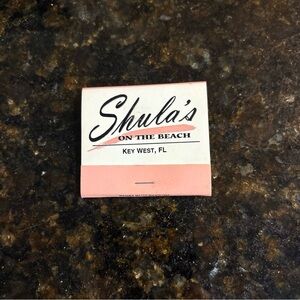 Shula's
ON THE BEACH
KEY WEST, FL